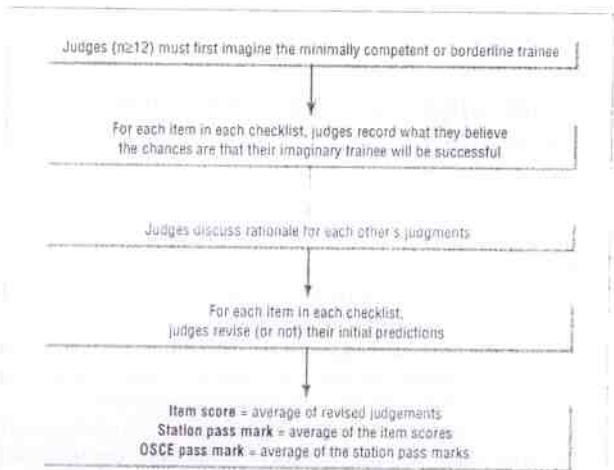 Judges (n≥12) must first imagine the minimally competent or borderline trainee
For each item in each checklist, judges record what they believe
the chances are that their imaginary trainee will be successful
Judges discuss rationale for each other's judgments
For each item in each checklist,
judges revise (or not) their initial predictions
Item score = average of revised judgements
Station pass mark = average of the item scores
OSCE pass mark = average of the station pass marks